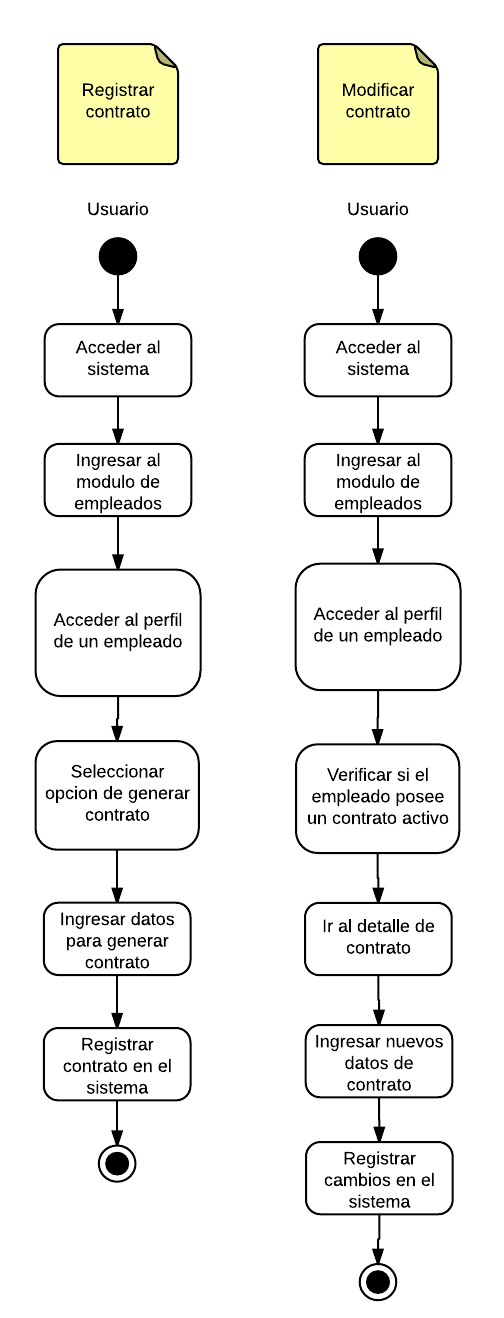 Registrar
contrato
Usuario
Acceder al
sistema
Ingresar al
modulo de
empleados
Acceder al perfil
de un empleado
Seleccionar
opcion de generar
contrato
Ingresar datos
para generar
contrato
Registrar
contrato en el
sistema
Modificar
contrato
Usuario
Acceder al
sistema
Ingresar al
modulo de
empleados
Acceder al perfil
de un empleado
Verificar si el
empleado posee
un contrato activo
Ir al detalle de
contrato
Ingresar nuevos
datos de
contrato
Registrar
cambios en el
sistema